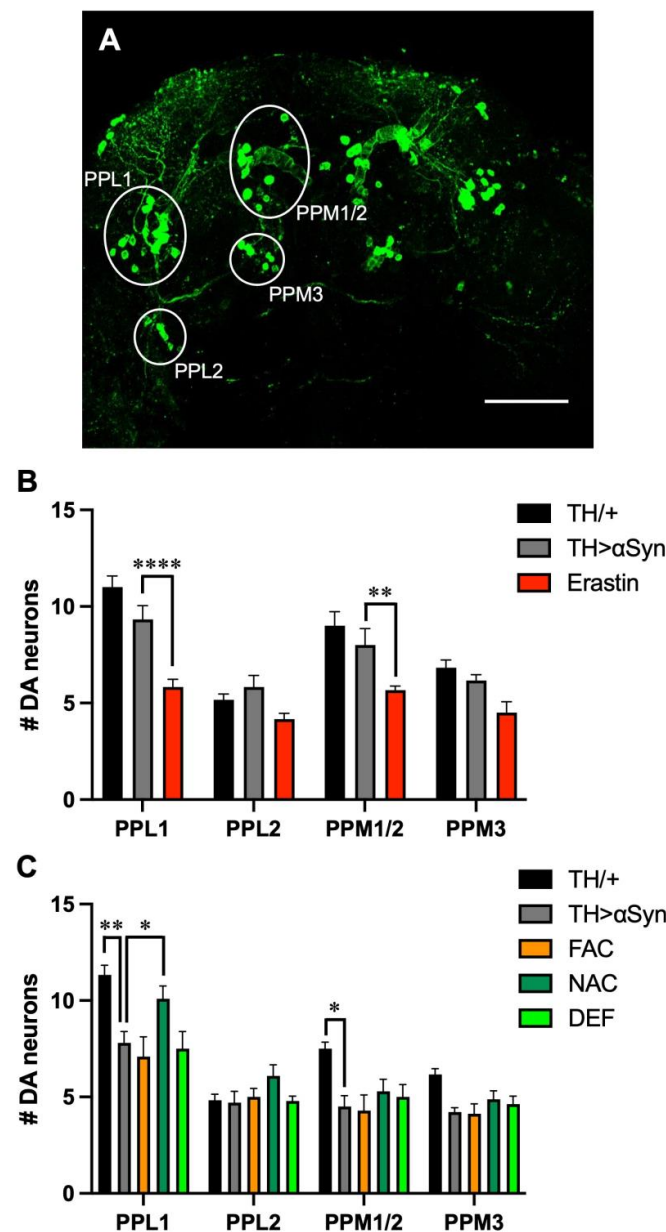 A
PPL1
PPM1/2
PPM3
PPL2
B
15
10
5
0
# DA neurons
****
**
TH/+
TH>αSyn
Erastin
PPL1 PPL2 PPM1/2 PPM3
C
15
10
5
0
# DA neurons
** *
*
TH/+
TH>αSyn
FAC
NAC
DEF
PPL1 PPL2 PPM1/2 PPM3